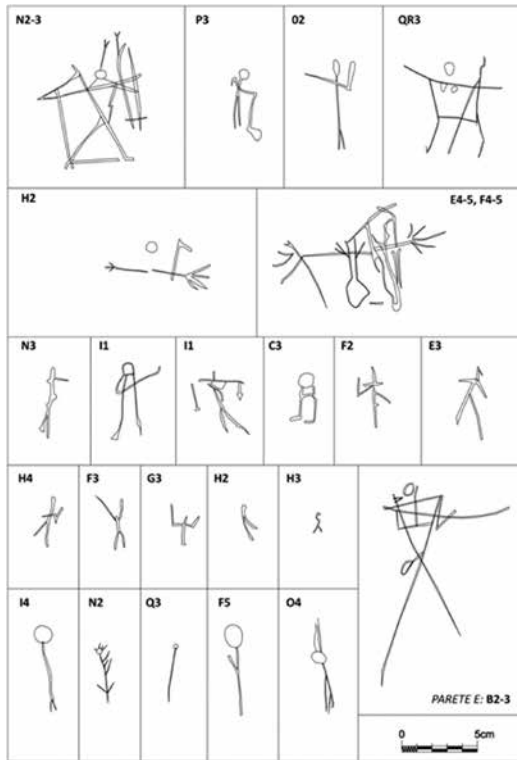 N2-3 P3 02 QR3
H2 E4-5, F4-5
N3 I1 I1 C3 F2 E3
H4 F3 G3 H2 H3
I4 N2 Q3 F5 O4
PARETE E: B2-3
0 5cm